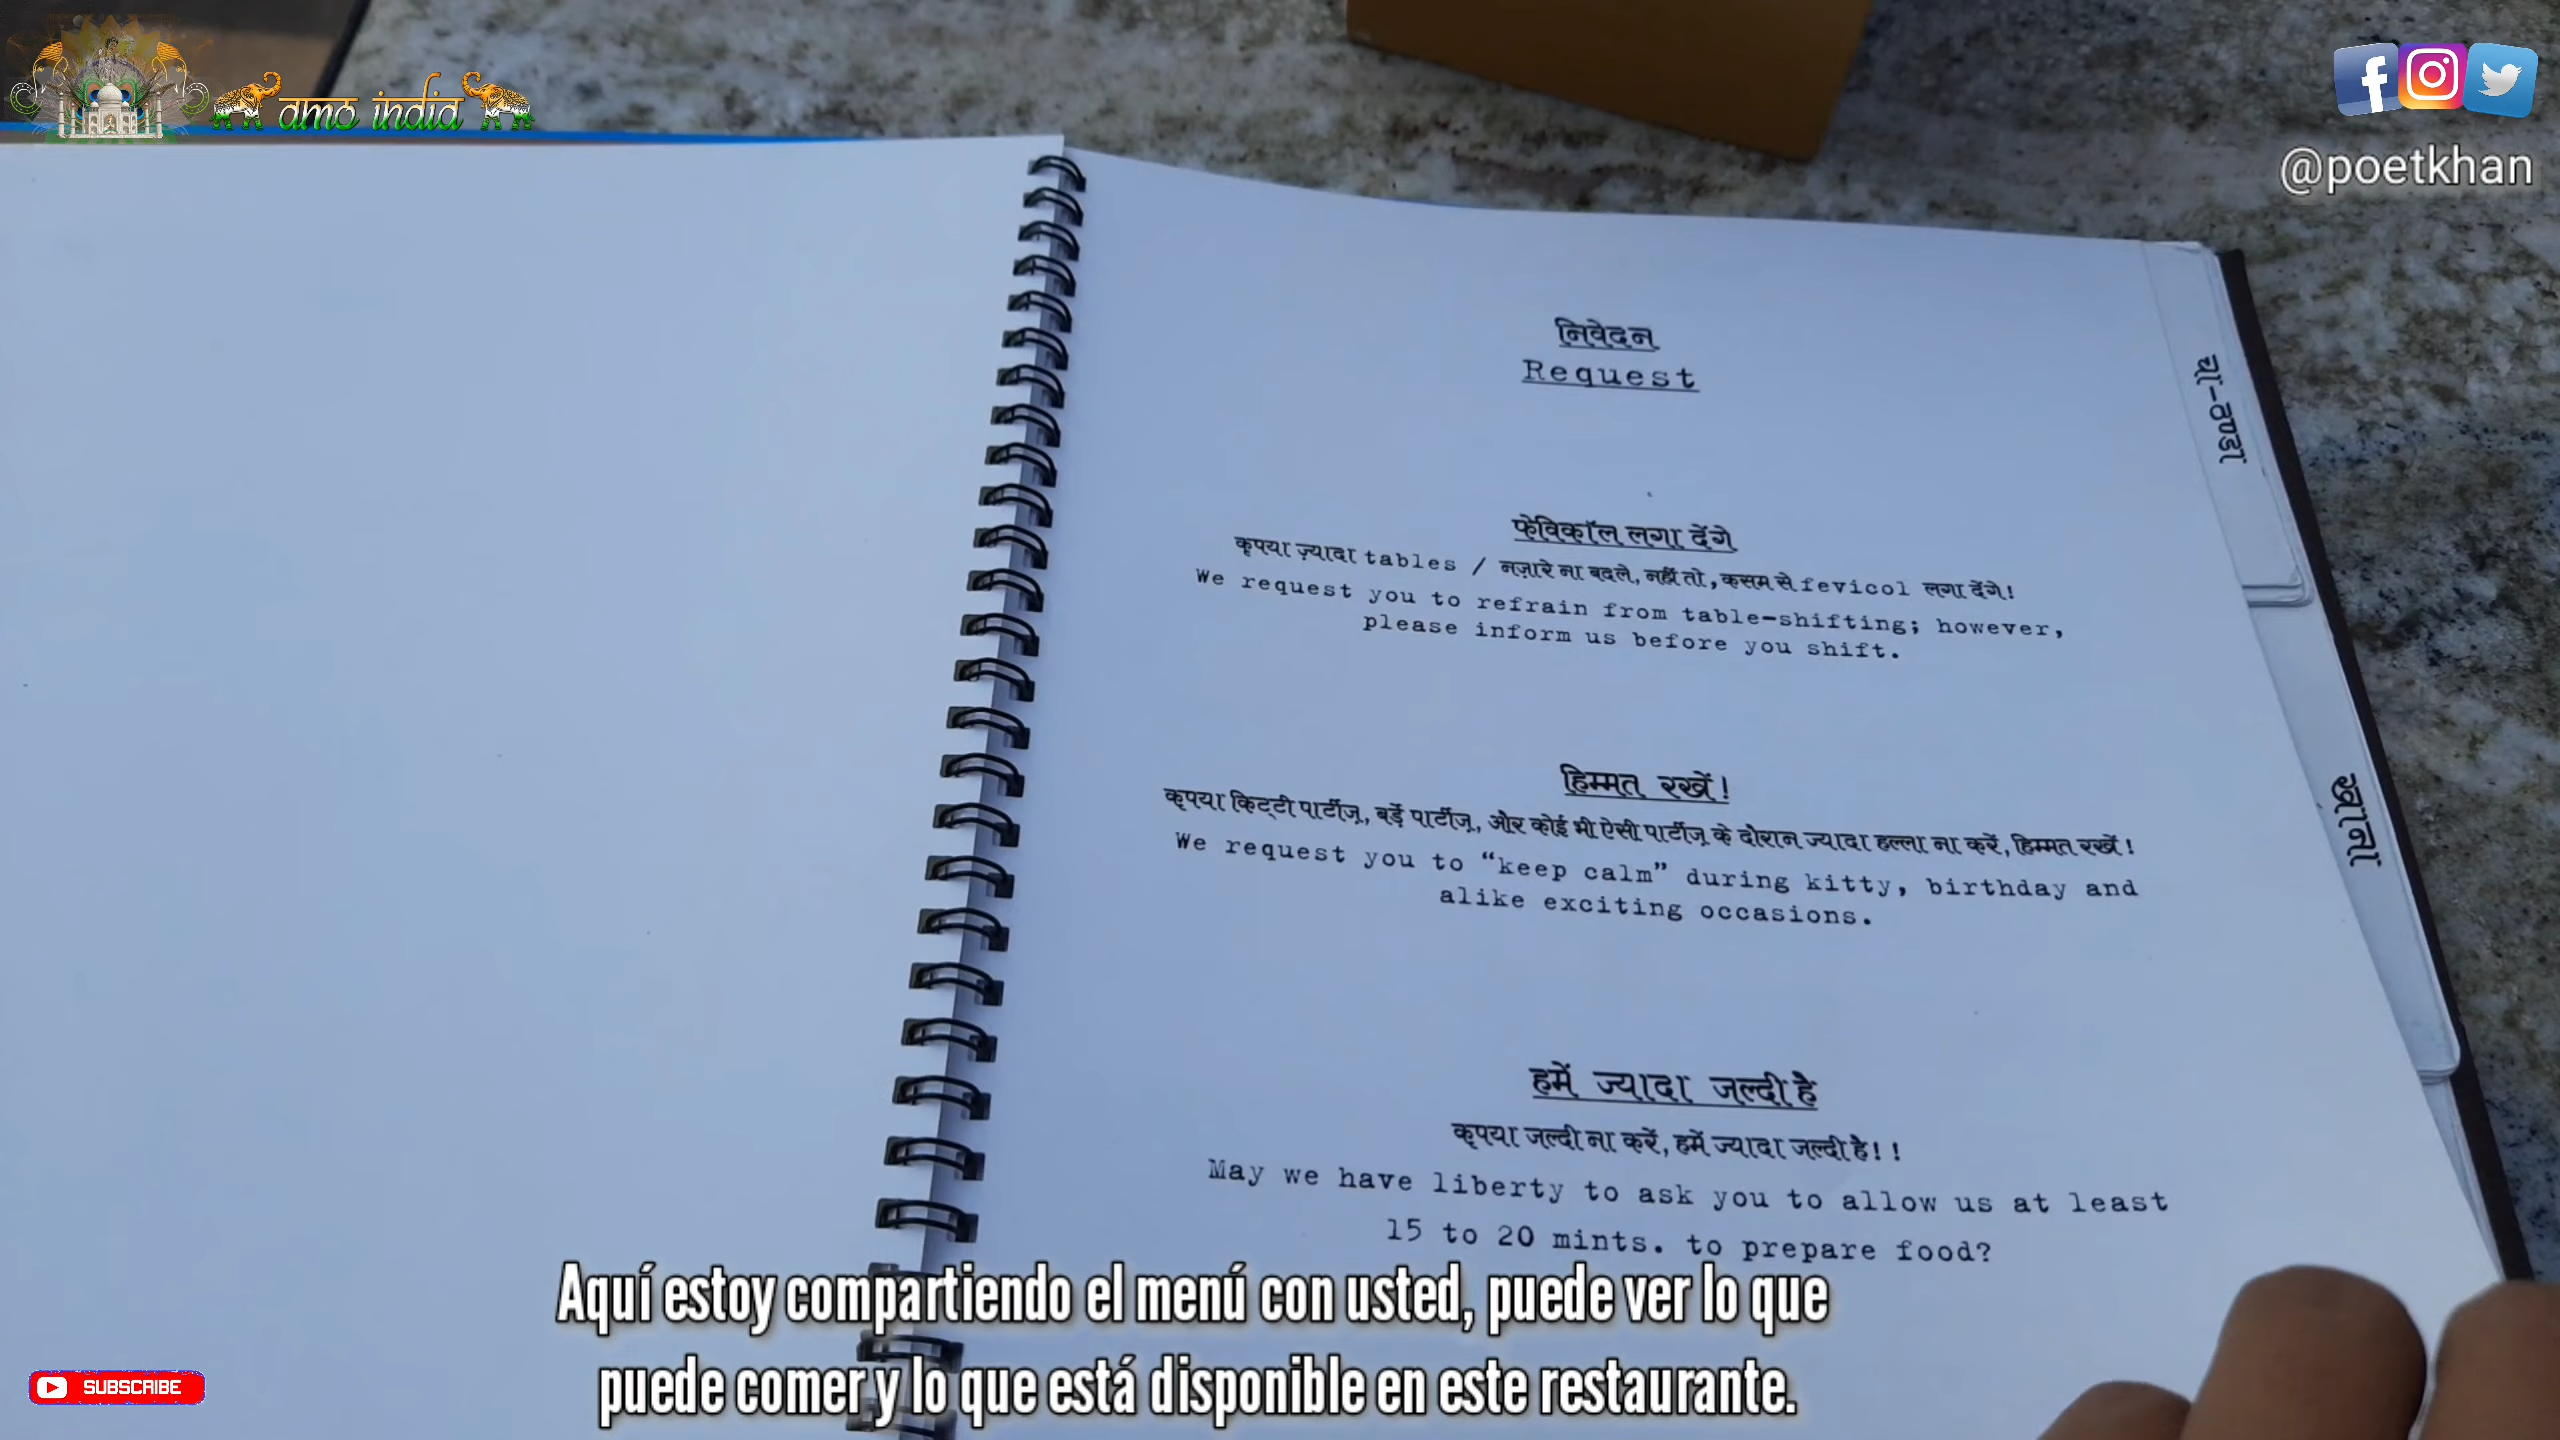 amo india
@poetkhan
निवेदन
Request
फेविकॉल लगा देंगे
कृपया ज़्यादा tables / नज़ारे ना बदले, नहीं तो, कसम से fevicol लगा देंगे!
We request you to refrain from table-shifting; however,
please inform us before you shift.
हिम्मत रखें!
कृपया किट्टी पार्टीज़, बर्ड़े पार्टीज़, और कोई भी ऐसी पार्टीज़ के दौरान ज्यादा हल्ला ना करें, हिम्मत रखें!
We request you to “keep calm” during kitty, birthday and
alike exciting occasions.
हमें ज्यादा जल्दी है
कृपया जल्दी ना करें, हमें ज्यादा जल्दी है!!
May we have liberty to ask you to allow us at least
15 to 20 mints. to prepare food?
चा-ठण्डा
खाना
Aquí estoy compartiendo el menú con usted, puede ver lo que
puede comer y lo que está disponible en este restaurante.
SUBSCRIBE